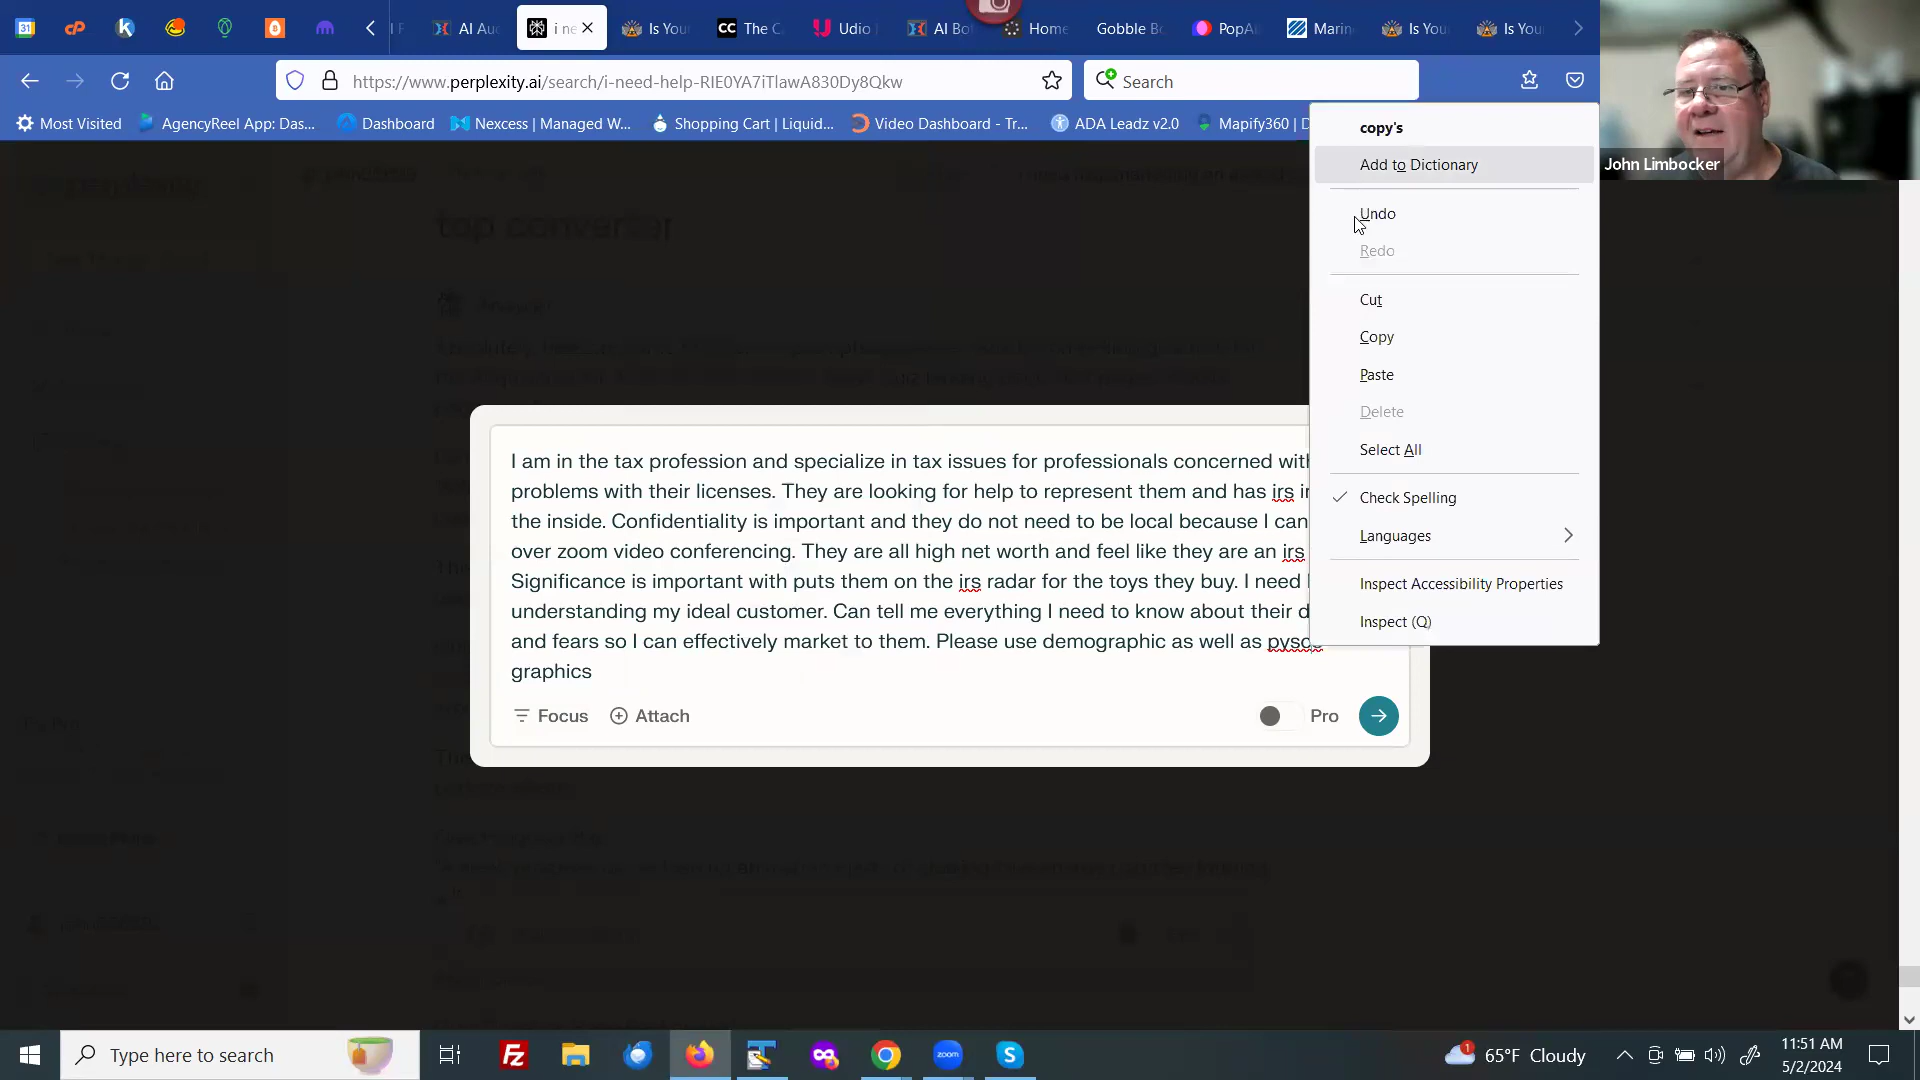 AI Au
i ne
Is Your
The C
Udio
AI Bo
Home
Gobble B
PopA
Marin
Is You
Is You
https://www.perplexity.ai/search/i-need-help-RIE0YA7iTlawA830Dy8Qkw
Search
Most Visited
AgencyReel App: Das...
Dashboard
Nexcess | Managed W...
Shopping Cart | Liquid...
Video Dashboard - Tr...
ADA Leadz v2.0
Mapify360 | D
John Limbocker
copy's
Add to Dictionary
Undo
Redo
Cut
Copy
Paste
Delete
Select All
Check Spelling
Languages
Inspect Accessibility Properties
Inspect (Q)
top converter
I am in the tax profession and specialize in tax issues for professionals concerned with
problems with their licenses. They are looking for help to represent them and has irs in
the inside. Confidentiality is important and they do not need to be local because I can
over zoom video conferencing. They are all high net worth and feel like they are an irs
Significance is important with puts them on the irs radar for the toys they buy. I need
understanding my ideal customer. Can tell me everything I need to know about their d
and fears so I can effectively market to them. Please use demographic as well as pysco
graphics
Focus
Attach
Pro
Type here to search
65°F Cloudy
11:51 AM
5/2/2024